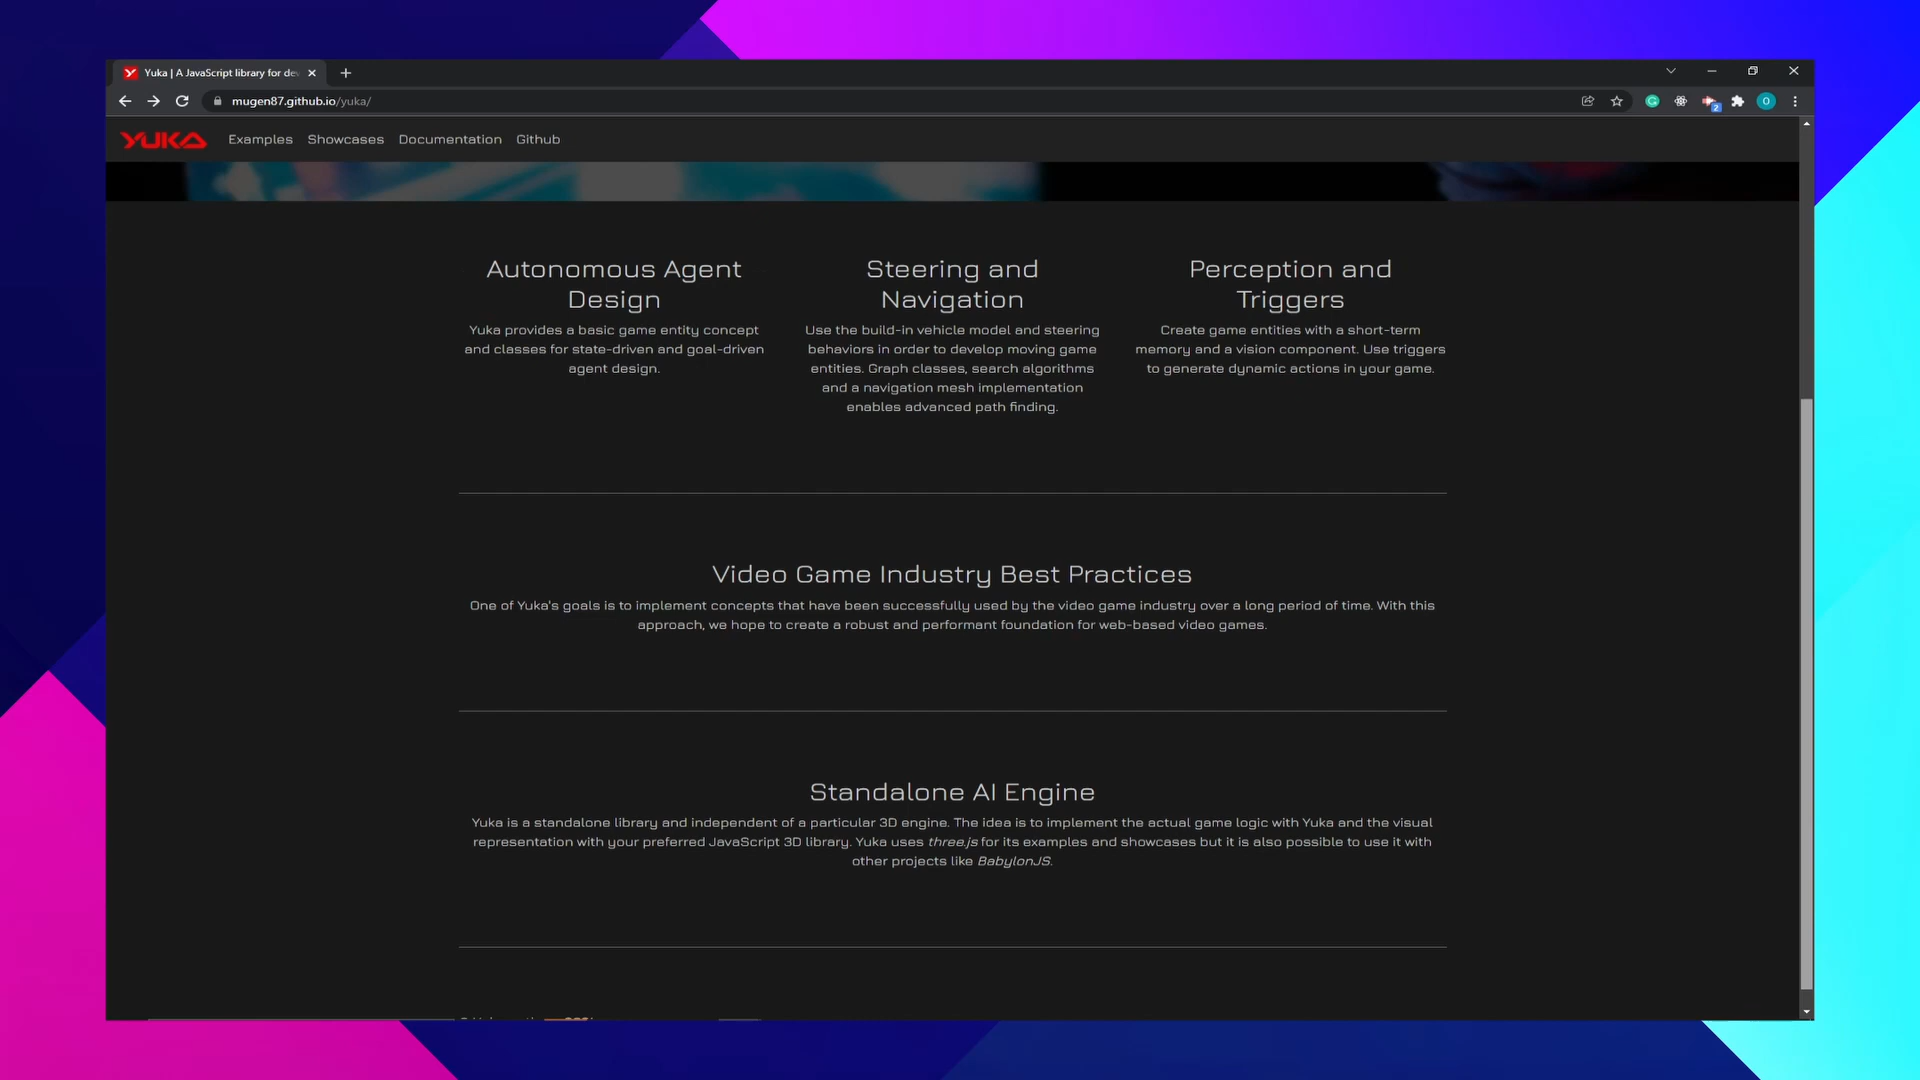 Yuka | A JavaScript library for de
mugen87.github.io/yuka/
2
O
YUKA
Examples
Showcases
Documentation
Github
Autonomous Agent
Design
Yuka provides a basic game entity concept
and classes for state-driven and goal-driven
agent design.
Steering and
Navigation
Use the build-in vehicle model and steering
behaviors in order to develop moving game
entities. Graph classes, search algorithms
and a navigation mesh implementation
enables advanced path finding.
Perception and
Triggers
Create game entities with a short-term
memory and a vision component. Use triggers
to generate dynamic actions in your game.
Video Game Industry Best Practices
One of Yuka's goals is to implement concepts that have been successfully used by the video game industry over a long period of time. With this
approach, we hope to create a robust and performant foundation for web-based video games.
Standalone AI Engine
Yuka is a standalone library and independent of a particular 3D engine. The idea is to implement the actual game logic with Yuka and the visual
representation with your preferred JavaScript 3D library. Yuka uses three.js for its examples and showcases but it is also possible to use it with
other projects like BabylonJS.